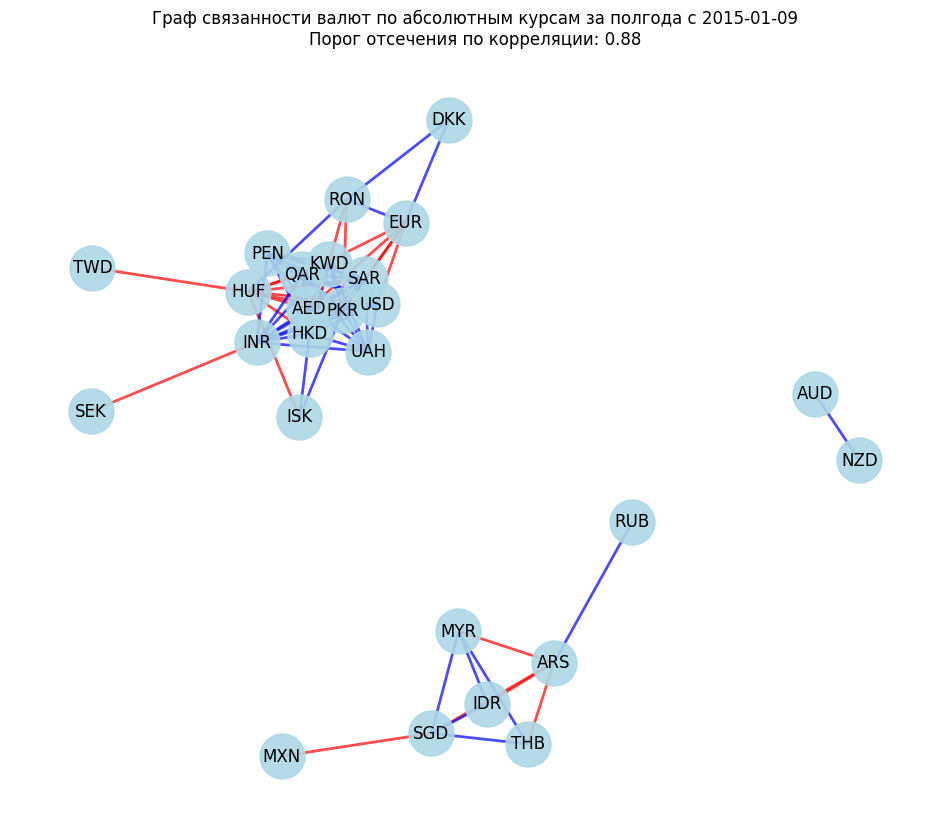 Граф связанности валют по абсолютным курсам за полгода с 2015-01-09
Порог отсечения по корреляции: 0.88
DKK
RON
EUR
PEN
KWD
TWD
QAR
SAR
HUF
USD
AED
PKR
HKD
INR
UAH
AUD
SEK
ISK
NZD
RUB
MYR
ARS
IDR
SGD
THB
MXN